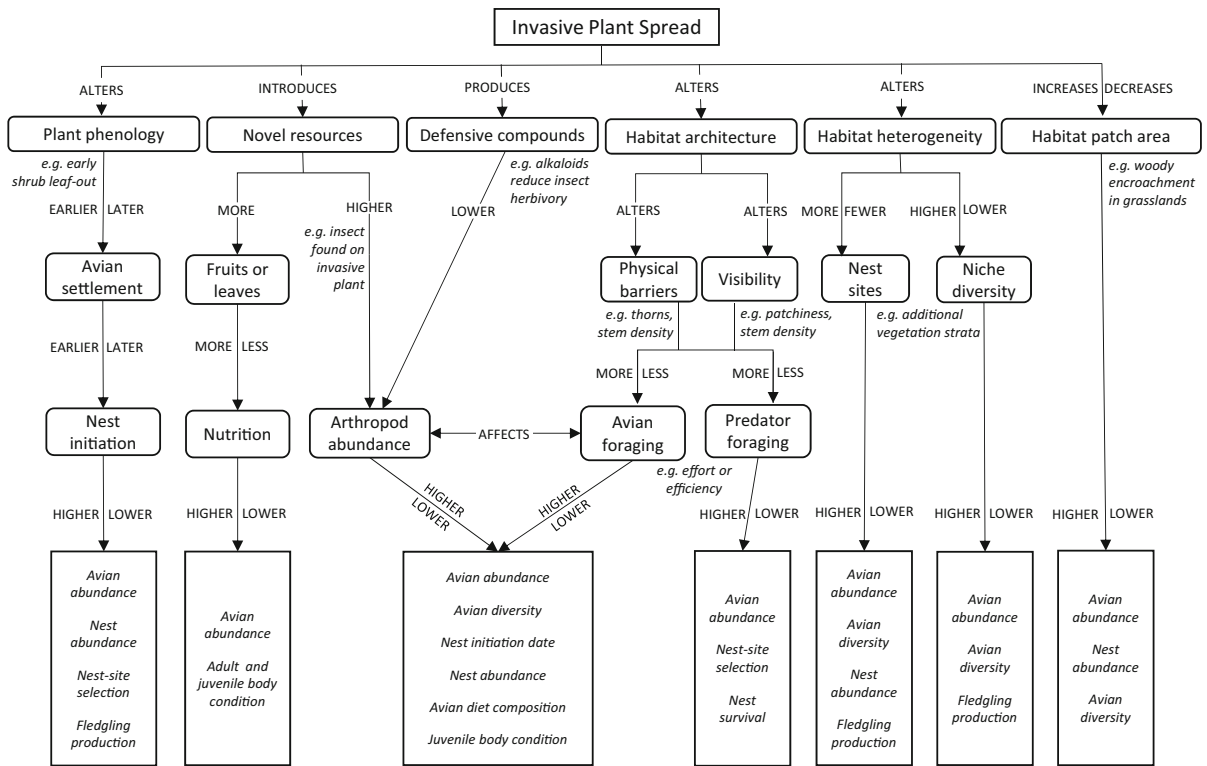 Invasive Plant Spread
ALTERS
INTRODUCES
PRODUCES
ALTERS
ALTERS
INCREASES DECREASES
Plant phenology
Novel resources
Defensive compounds
Habitat architecture
Habitat heterogeneity
Habitat patch area
e.g. early
shrub leaf-out
e.g. alkaloids
reduce insect
herbivory
e.g. woody
encroachment
in grasslands
EARLIER LATER
MORE
HIGHER
LOWER
ALTERS
ALTERS
MORE FEWER
HIGHER LOWER
e.g. insect
found on
invasive
plant
Avian
settlement
Fruits or
leaves
Physical
barriers
Visibility
Nest
sites
Niche
diversity
e.g. thorns,
stem density
e.g. patchiness,
stem density
e.g. additional
vegetation strata
EARLIER LATER
MORE LESS
MORE LESS
MORE LESS
Nest
initiation
Nutrition
Arthropod
abundance
AFFECTS
Avian
foraging
Predator
foraging
e.g. effort or
efficiency
HIGHER LOWER
HIGHER LOWER
HIGHER
LOWER
HIGHER
LOWER
HIGHER LOWER
HIGHER LOWER
HIGHER LOWER
HIGHER LOWER
Avian
abundance
Nest
abundance
Nest-site
selection
Fledgling
production
Avian
abundance
Adult and
juvenile body
condition
Avian abundance
Avian diversity
Nest initiation date
Nest abundance
Avian diet composition
Juvenile body condition
Avian
abundance
Nest-site
selection
Nest
survival
Avian
abundance
Avian
diversity
Nest
abundance
Fledgling
production
Avian
abundance
Avian
diversity
Fledgling
production
Avian
abundance
Nest
abundance
Avian
diversity